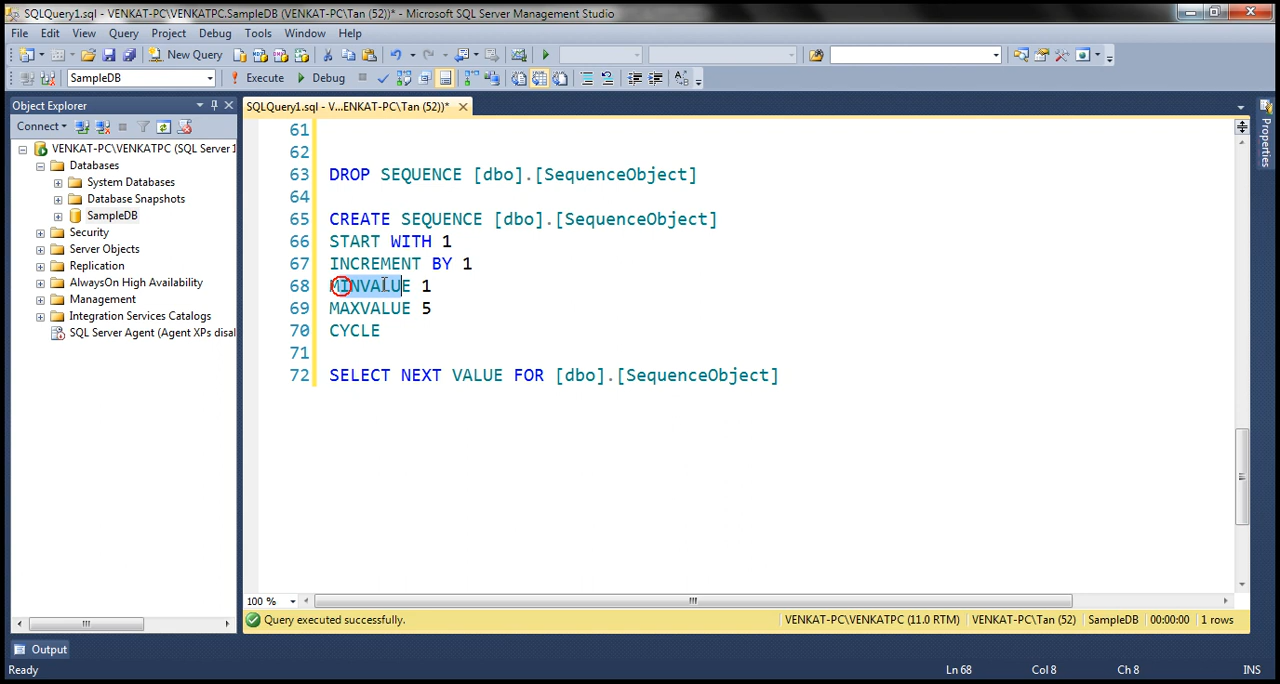 SQLQuery1.sql - VENKAT-PC\VENKATPC.SampleDB (VENKAT-PC\Tan (52))* - Microsoft SQL Server Management Studio
File Edit View Query Project Debug Tools Window Help
New Query
SampleDB Execute Debug
Object Explorer
SQLQuery1.sql - V...ENKAT-PC\Tan (52))*
Connect
VENKAT-PC\VENKATPC (SQL Server 1
Databases
System Databases
Database Snapshots
SampleDB
Security
Server Objects
Replication
AlwaysOn High Availability
Management
Integration Services Catalogs
SQL Server Agent (Agent XPs disal
61
62
63 DROP SEQUENCE [dbo].[SequenceObject]
64
65 CREATE SEQUENCE [dbo].[SequenceObject]
66 START WITH 1
67 INCREMENT BY 1
68 MINVALUE 1
69 MAXVALUE 5
70 CYCLE
71
72 SELECT NEXT VALUE FOR [dbo].[SequenceObject]
Properties
100 %
Query executed successfully. VENKAT-PC\VENKATPC (11.0 RTM) VENKAT-PC\Tan (52) SampleDB 00:00:00 1 rows
Output
Ready Ln 68 Col 8 Ch 8 INS